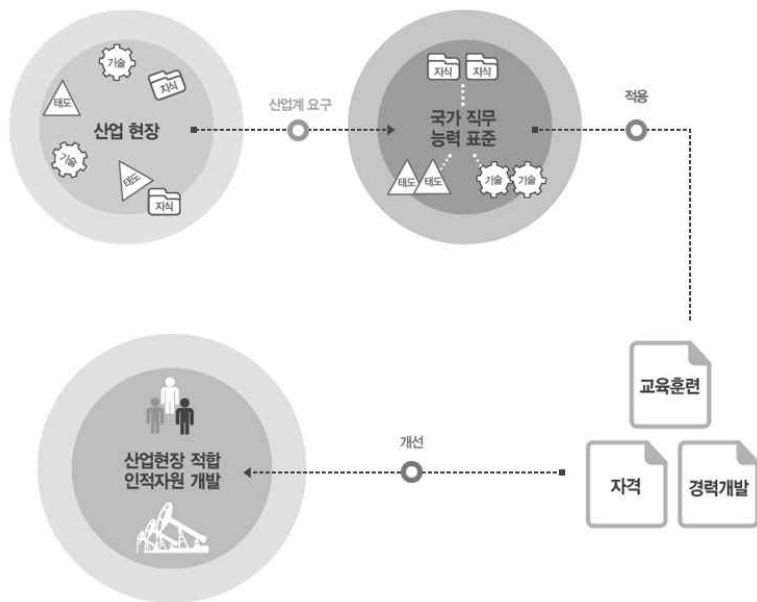 기술
지식
태도
산업 현장
기술
태도
지식
산업계 요구
지식 지식
국가 직무
능력 표준
태도 태도 기술 기술
적용
교육훈련
자격 경력개발
개선
산업현장 적합
인적자원 개발